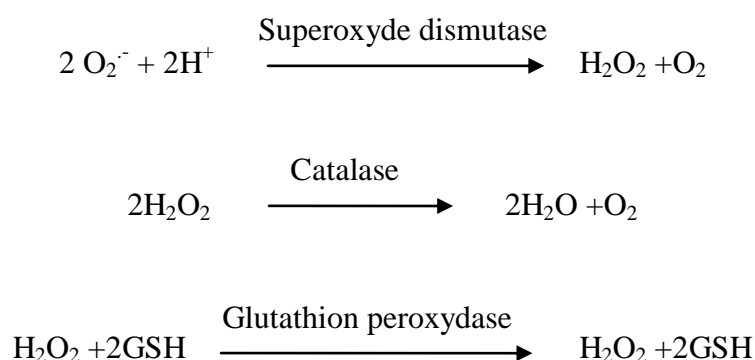 Superoxyde dismutase
2 O₂·⁻ + 2H⁺ → H₂O₂ +O₂
Catalase
2H₂O₂ → 2H₂O +O₂
Glutathion peroxydase
H₂O₂ +2GSH → H₂O₂ +2GSH